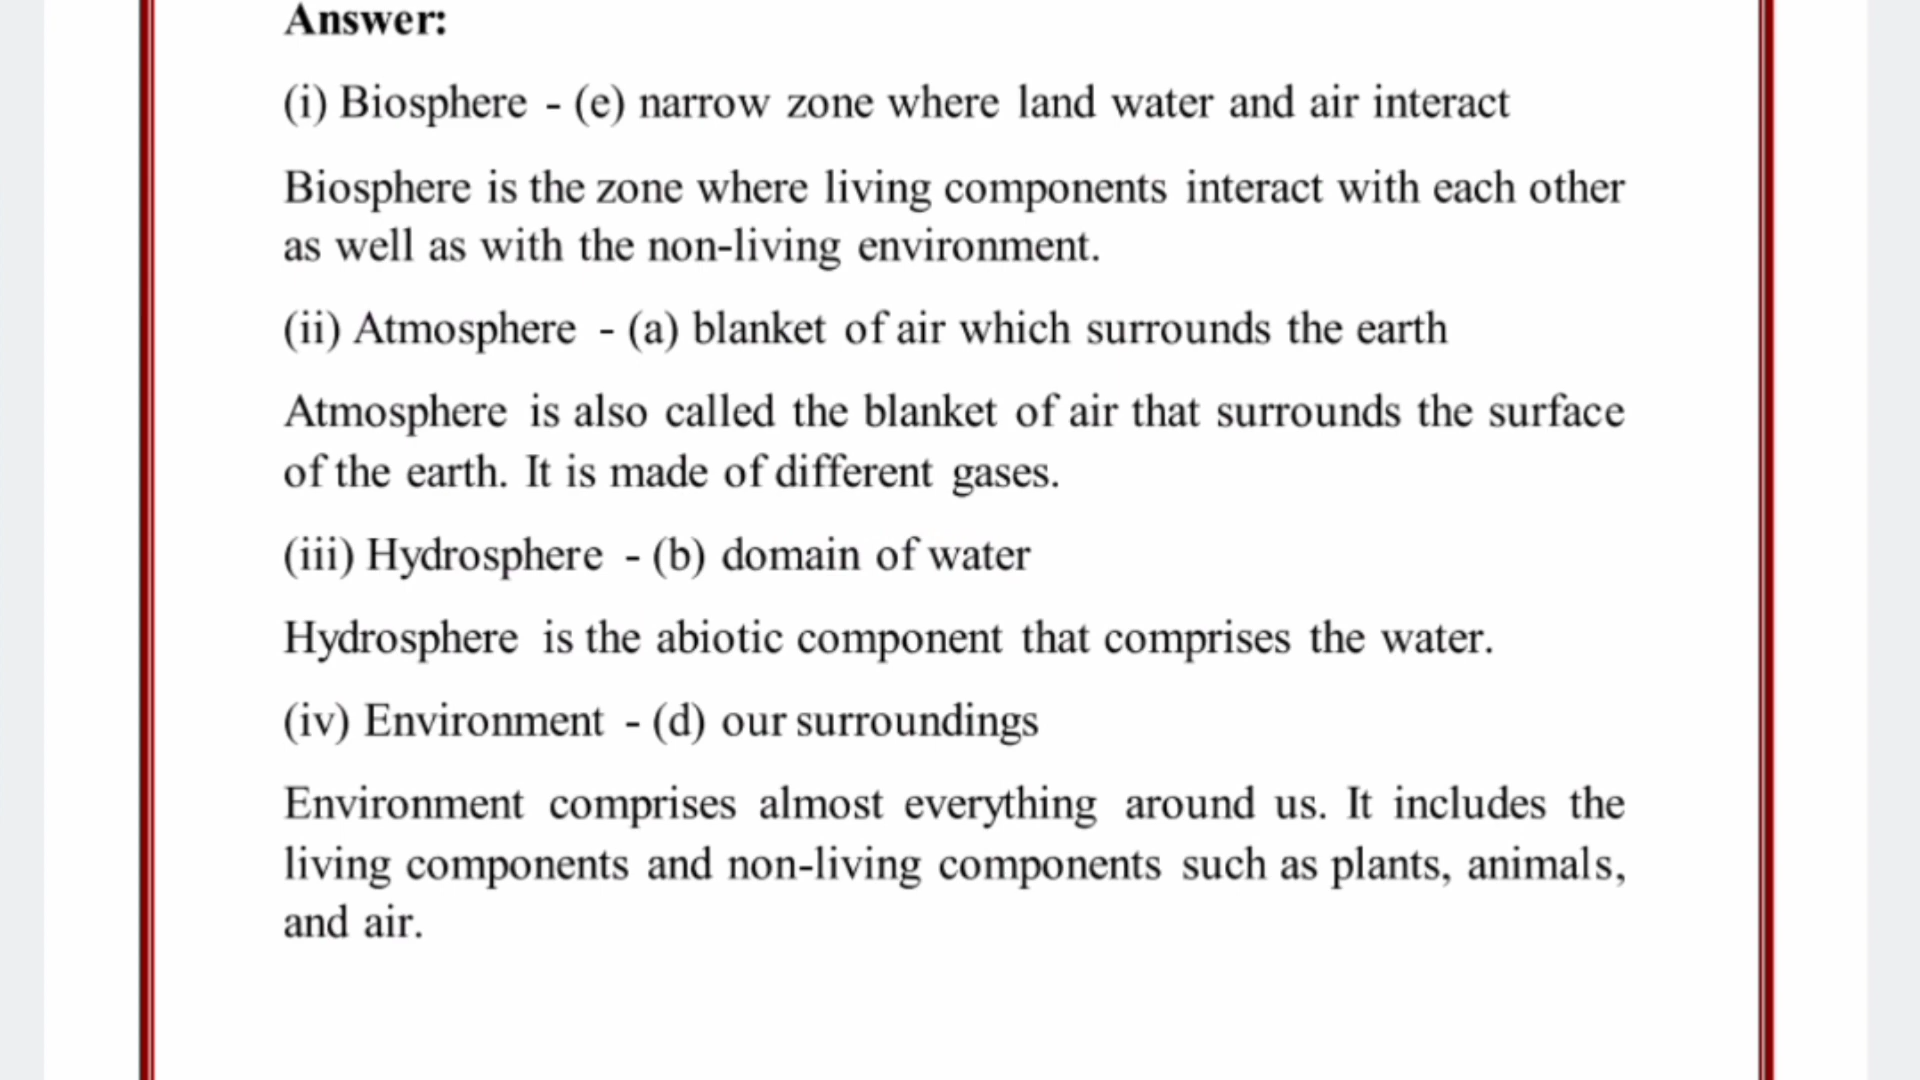 Answer:
(i) Biosphere - (e) narrow zone where land water and air interact
Biosphere is the zone where living components interact with each other
as well as with the non-living environment.
(ii) Atmosphere - (a) blanket of air which surrounds the earth
Atmosphere is also called the blanket of air that surrounds the surface
of the earth. It is made of different gases.
(iii) Hydrosphere - (b) domain of water
Hydrosphere is the abiotic component that comprises the water.
(iv) Environment - (d) our surroundings
Environment comprises almost everything around us. It includes the
living components and non-living components such as plants, animals,
and air.